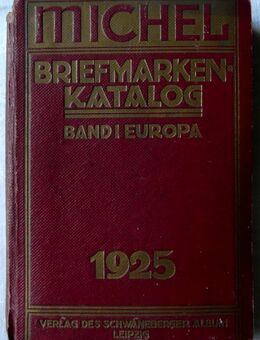 MICHEL
BRIEFMARKEN-
KATALOG
BAND I EUROPA
1925
VERLAG DES SCHWANEBERGER ALBUM
LEIPZIG